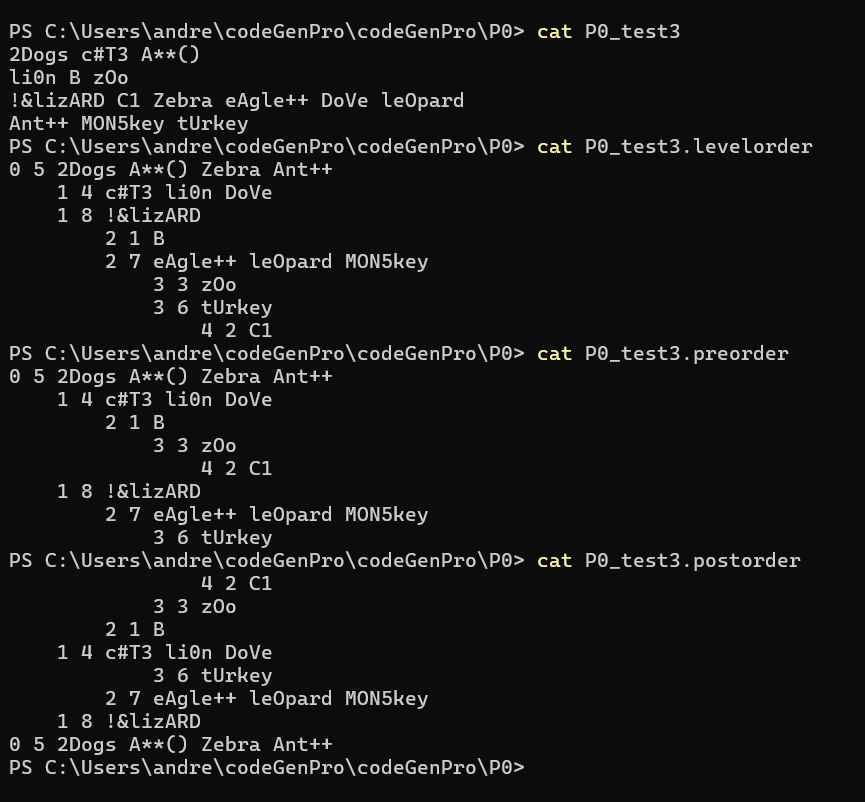 PS C:\Users\andre\codeGenPro\codeGenPro\P0> cat P0_test3
2Dogs c#T3 A**()
li0n B zOo
!&lizARD C1 Zebra eAgle++ DoVe leOpard
Ant++ MON5key tUrkey
PS C:\Users\andre\codeGenPro\codeGenPro\P0> cat P0_test3.levelorder
0 5 2Dogs A**() Zebra Ant++
    1 4 c#T3 li0n DoVe
    1 8 !&lizARD
        2 1 B
        2 7 eAgle++ leOpard MON5key
            3 3 zOo
            3 6 tUrkey
                4 2 C1
PS C:\Users\andre\codeGenPro\codeGenPro\P0> cat P0_test3.preorder
0 5 2Dogs A**() Zebra Ant++
    1 4 c#T3 li0n DoVe
        2 1 B
            3 3 zOo
                4 2 C1
    1 8 !&lizARD
        2 7 eAgle++ leOpard MON5key
            3 6 tUrkey
PS C:\Users\andre\codeGenPro\codeGenPro\P0> cat P0_test3.postorder
                4 2 C1
            3 3 zOo
        2 1 B
    1 4 c#T3 li0n DoVe
            3 6 tUrkey
        2 7 eAgle++ leOpard MON5key
    1 8 !&lizARD
0 5 2Dogs A**() Zebra Ant++
PS C:\Users\andre\codeGenPro\codeGenPro\P0>